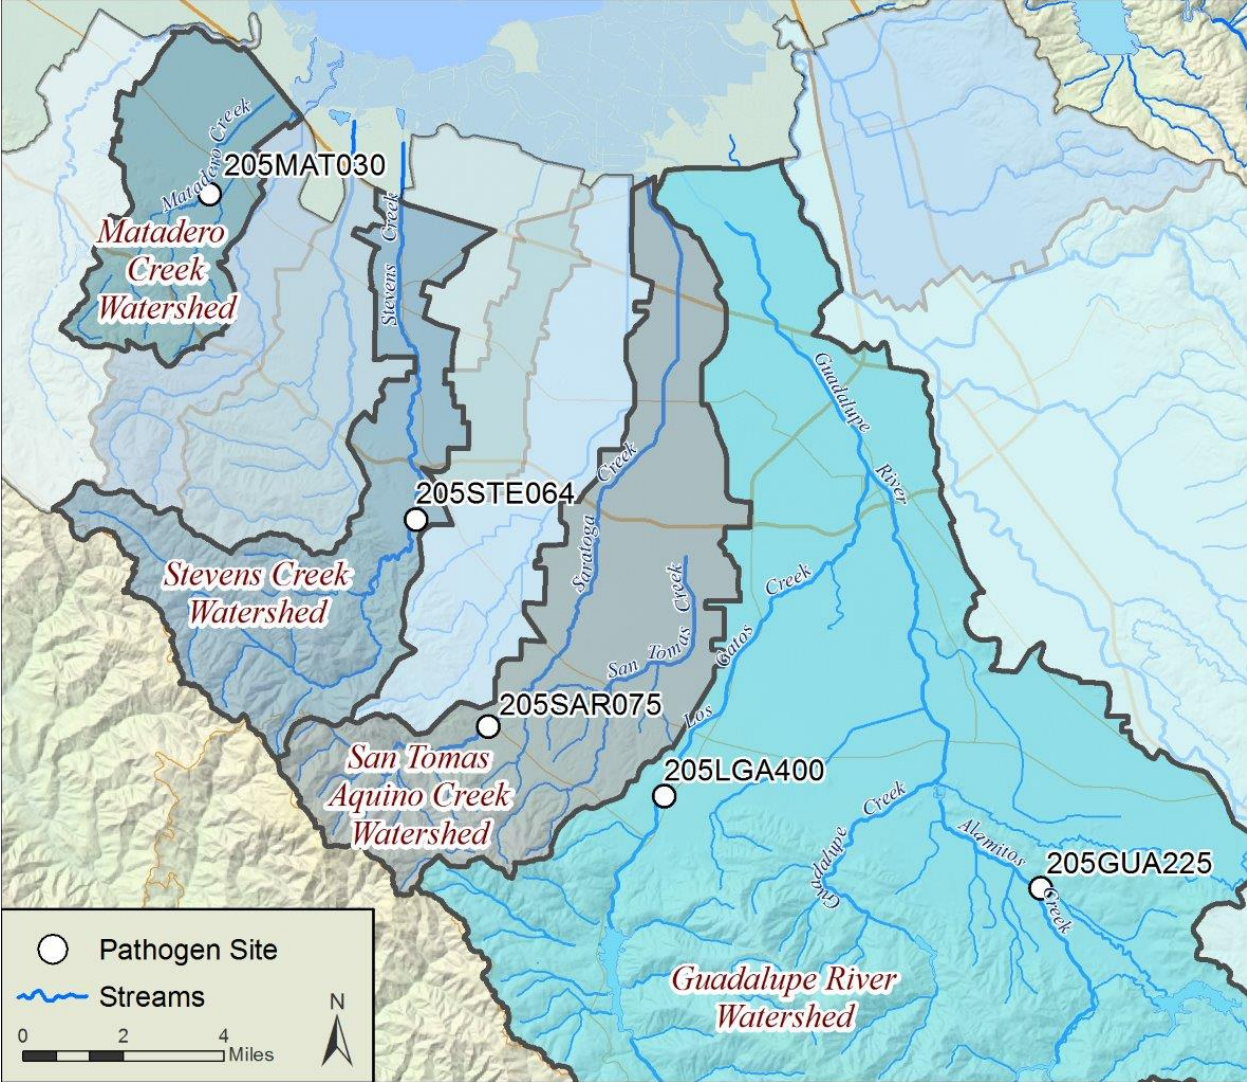 Matadero Creek
205MAT030
Matadero
Creek
Watershed
Stevens Creek
Guadalupe
River
Saratoga Creek
205STE064
Stevens Creek
Watershed
San Tomas Creek
Los Gatos Creek
205SAR075
San Tomas
Aquino Creek
Watershed
205LGA400
Guadalupe Creek
Alamitos Creek
205GUA225
Guadalupe River
Watershed
Pathogen Site
Streams
N
0 2 4
Miles